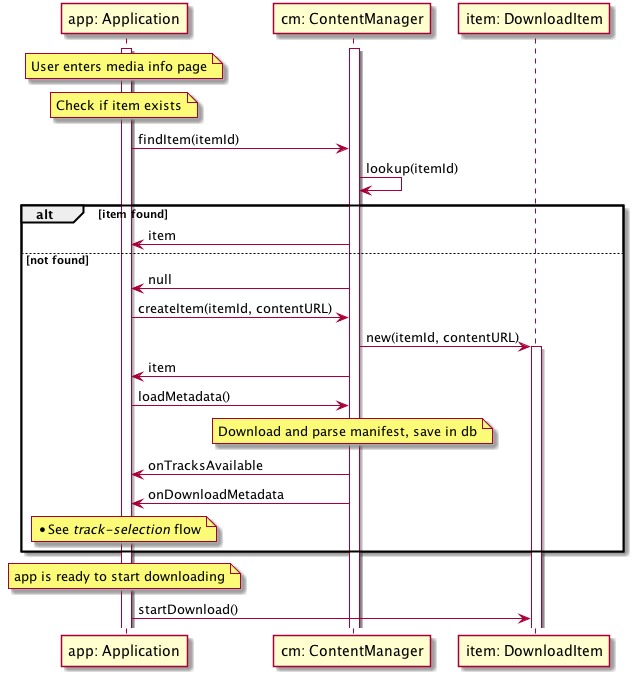 app: Application
cm: ContentManager
item: DownloadItem
User enters media info page
Check if item exists
findItem(itemId)
lookup(itemId)
alt
[item found]
item
[not found]
null
createItem(itemId, contentURL)
new(itemId, contentURL)
item
loadMetadata()
Download and parse manifest, save in db
onTracksAvailable
onDownloadMetadata
• See track-selection flow
app is ready to start downloading
startDownload()
app: Application
cm: ContentManager
item: DownloadItem